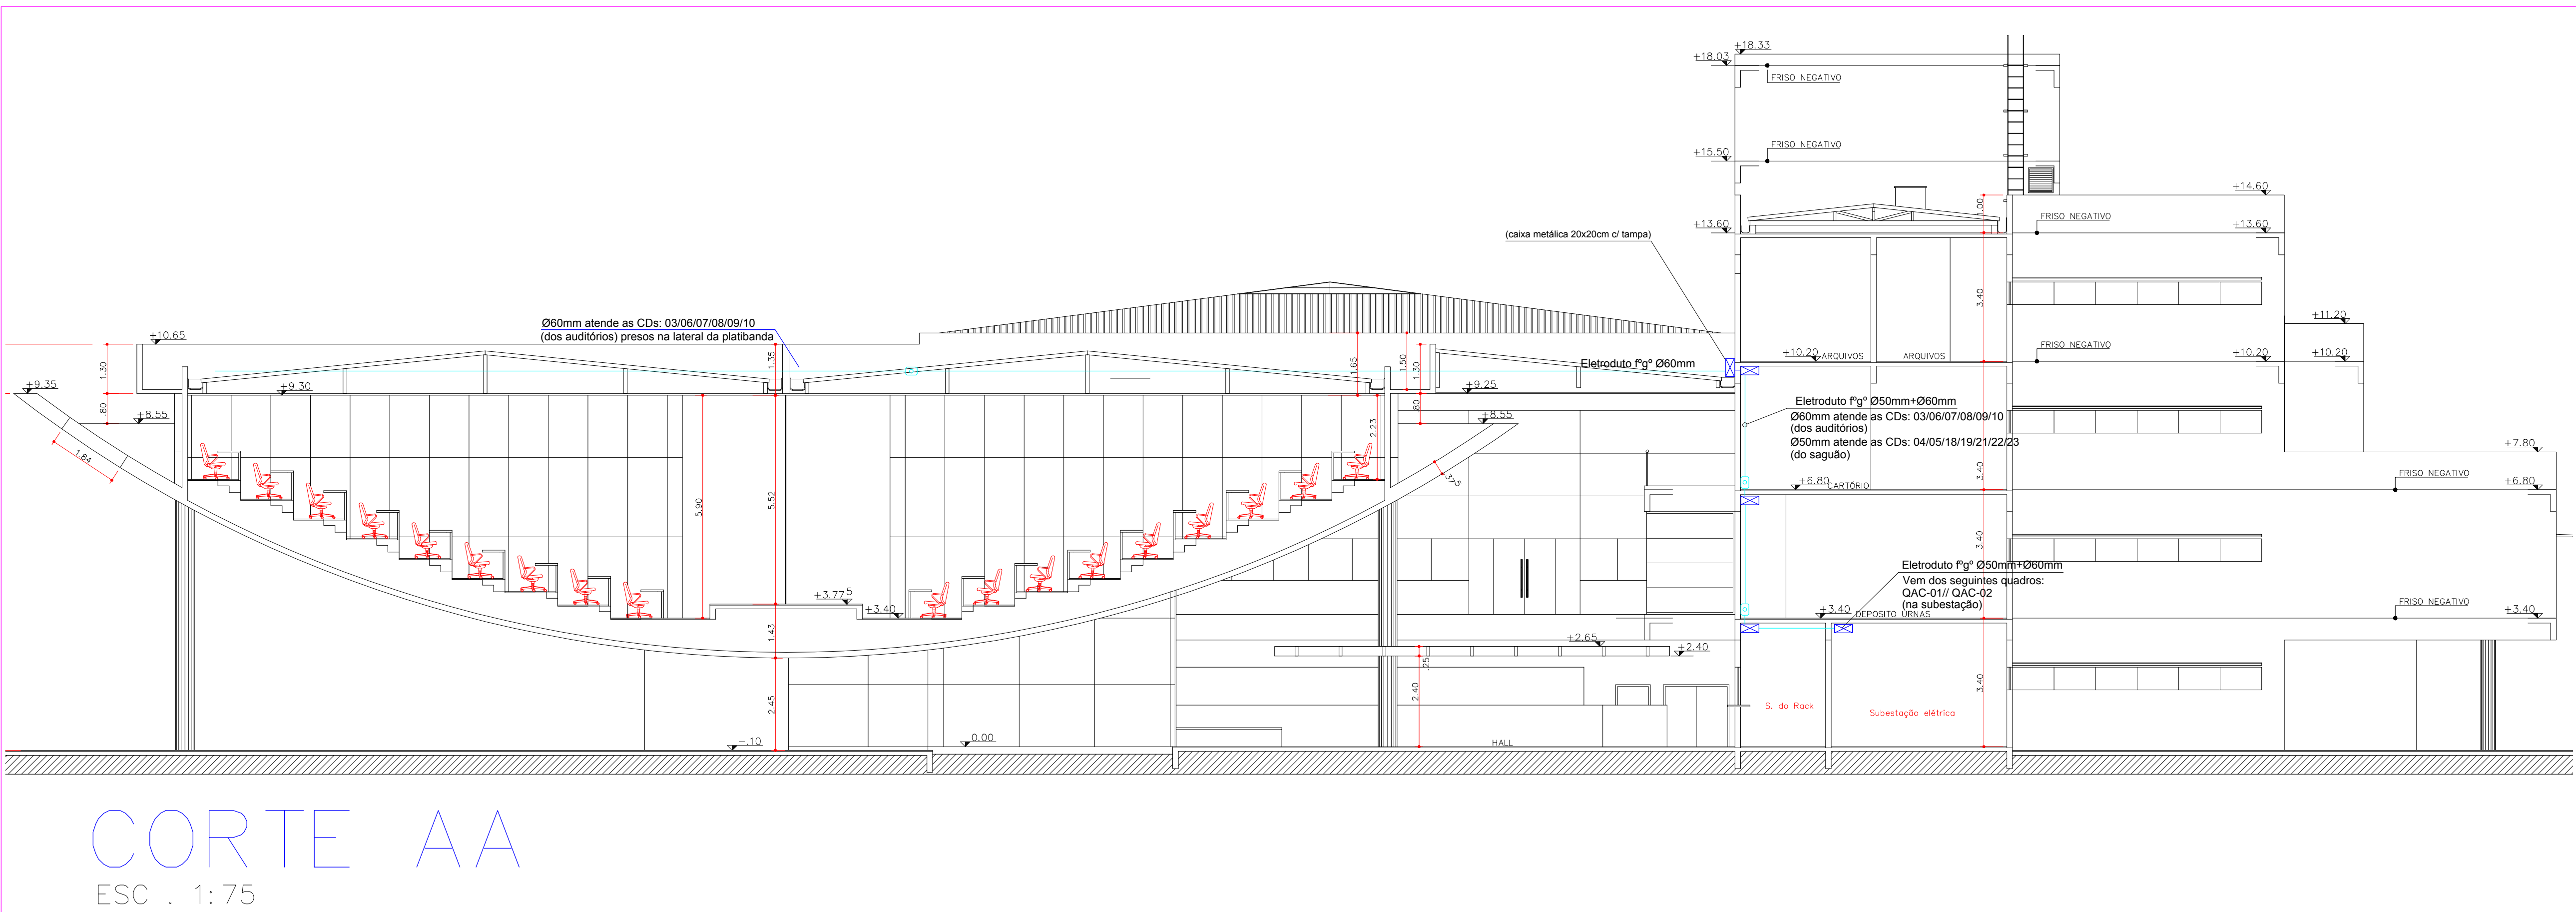 +18.33
+18.03
FRISO NEGATIVO
+15.50
FRISO NEGATIVO
+14.60
1.00
FRISO NEGATIVO
+13.60
+13.60
(caixa metálica 20x20cm c/ tampa)
3.40
+11.20
Ø60mm atende as CDs: 03/06/07/08/09/10
(dos auditórios) presos na lateral da platibanda
+10.65
1.30
1.35
1.65
1.50
1.30
Eletroduto fºgº Ø60mm
+10.20
ARQUIVOS
ARQUIVOS
FRISO NEGATIVO
+10.20
+10.20
+9.35
+9.30
+9.25
.80
+8.55
.80
+8.55
2.23
Eletroduto fºgº Ø50mm+Ø60mm
Ø60mm atende as CDs: 03/06/07/08/09/10
(dos auditórios)
Ø50mm atende as CDs: 04/05/18/19/21/22/23
(do saguão)
+7.80
1.84
.375
3.40
+6.80
CARTÓRIO
FRISO NEGATIVO
+6.80
5.90
5.52
3.40
Eletroduto fºgº Ø50mm+Ø60mm
Vem dos seguintes quadros:
QAC-01// QAC-02
(na subestação)
+3.775
+3.40
+3.40
DEPOSITO URNAS
FRISO NEGATIVO
+3.40
1.43
+2.65
+2.40
.25
2.40
2.45
3.40
S. do Rack
Subestação elétrica
-.10
0.00
HALL
CORTE AA
ESC . 1:75